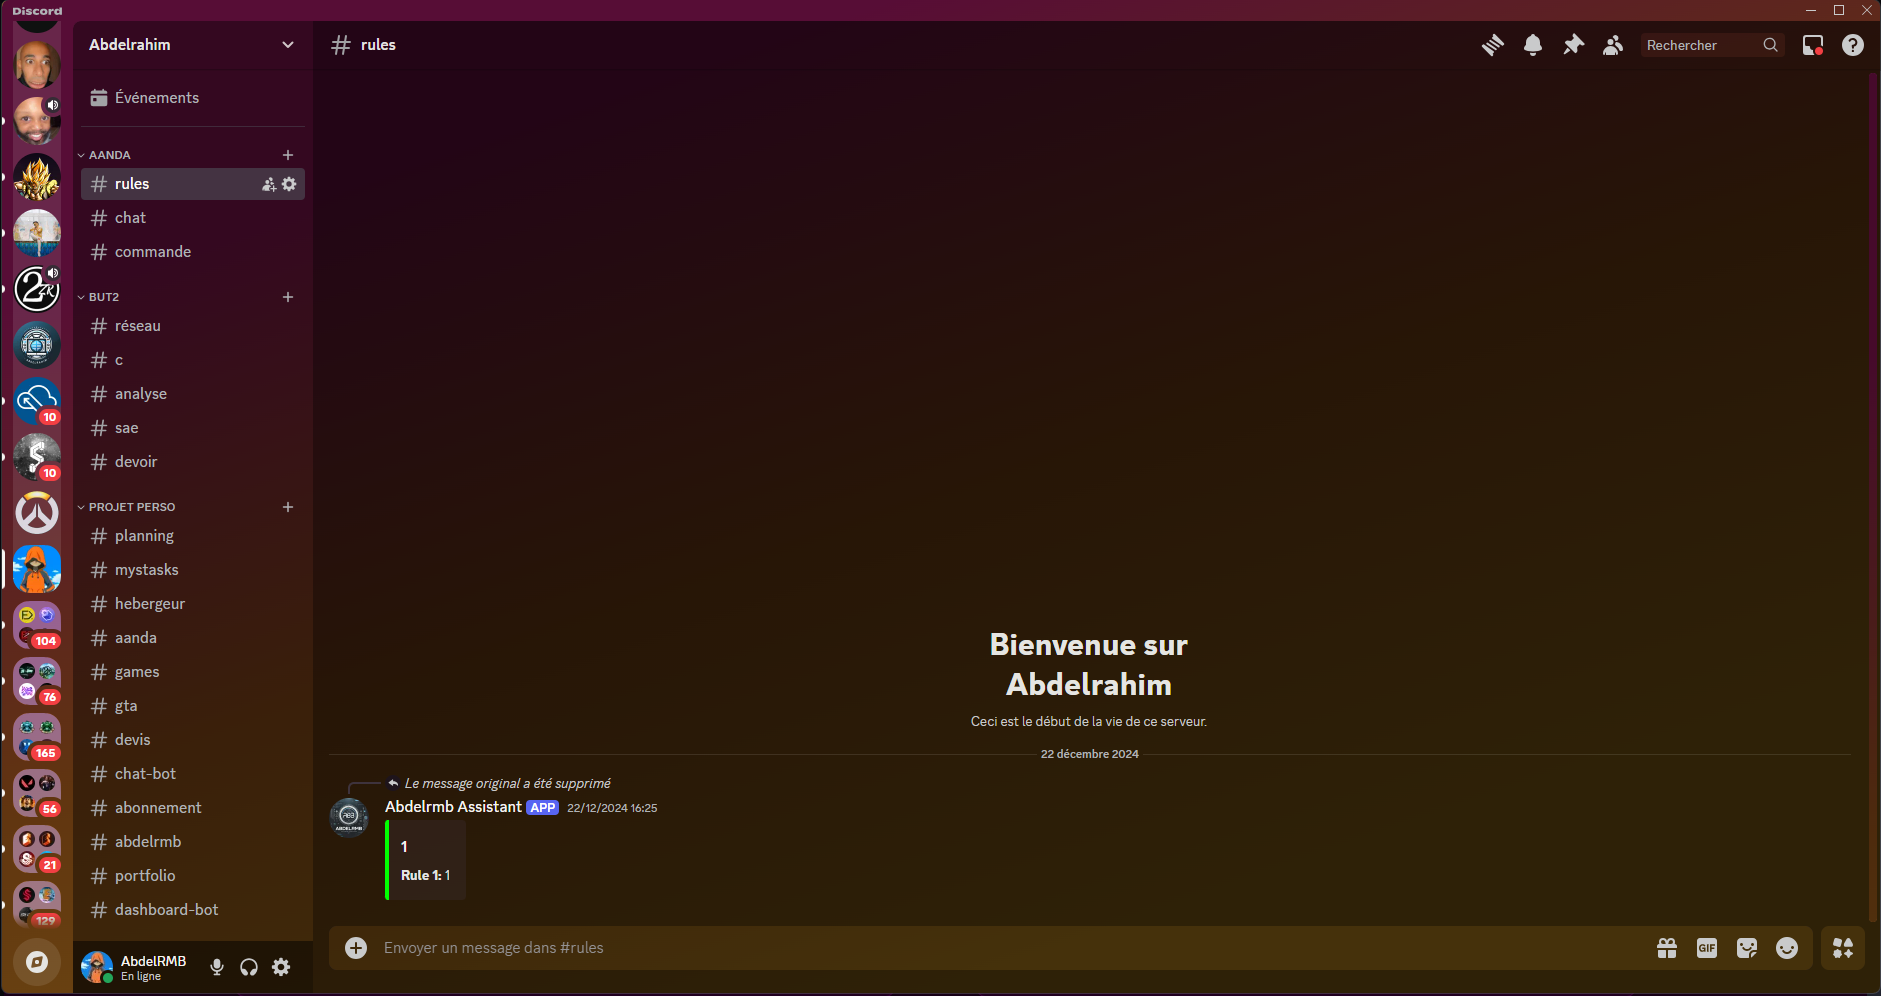 Discord
Abdelrahim
rules
Rechercher
Événements
AANDA
rules
chat
commande
BUT2
réseau
c
analyse
sae
devoir
PROJET PERSO
planning
mystasks
hebergeur
aanda
games
gta
devis
chat-bot
abonnement
abdelrmb
portfolio
dashboard-bot
10
10
104
76
165
56
21
129
AbdelRMB
En ligne
Bienvenue sur
Abdelrahim
Ceci est le début de la vie de ce serveur.
22 décembre 2024
Le message original a été supprimé
Abdelrmb Assistant APP 22/12/2024 16:25
1
Rule 1: 1
Envoyer un message dans #rules
GIF